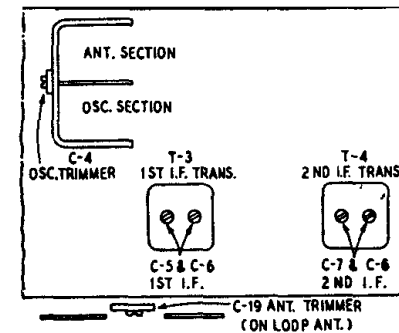 ANT. SECTION
OSC. SECTION
C-4
OSC. TRIMMER
T-3
1ST I.F. TRANS.
T-4
2ND I.F. TRANS
C-5 & C-6
1ST I.F.
C-7 & C-6
2ND I.F.
C-19 ANT. TRIMMER
(ON LOOP ANT.)